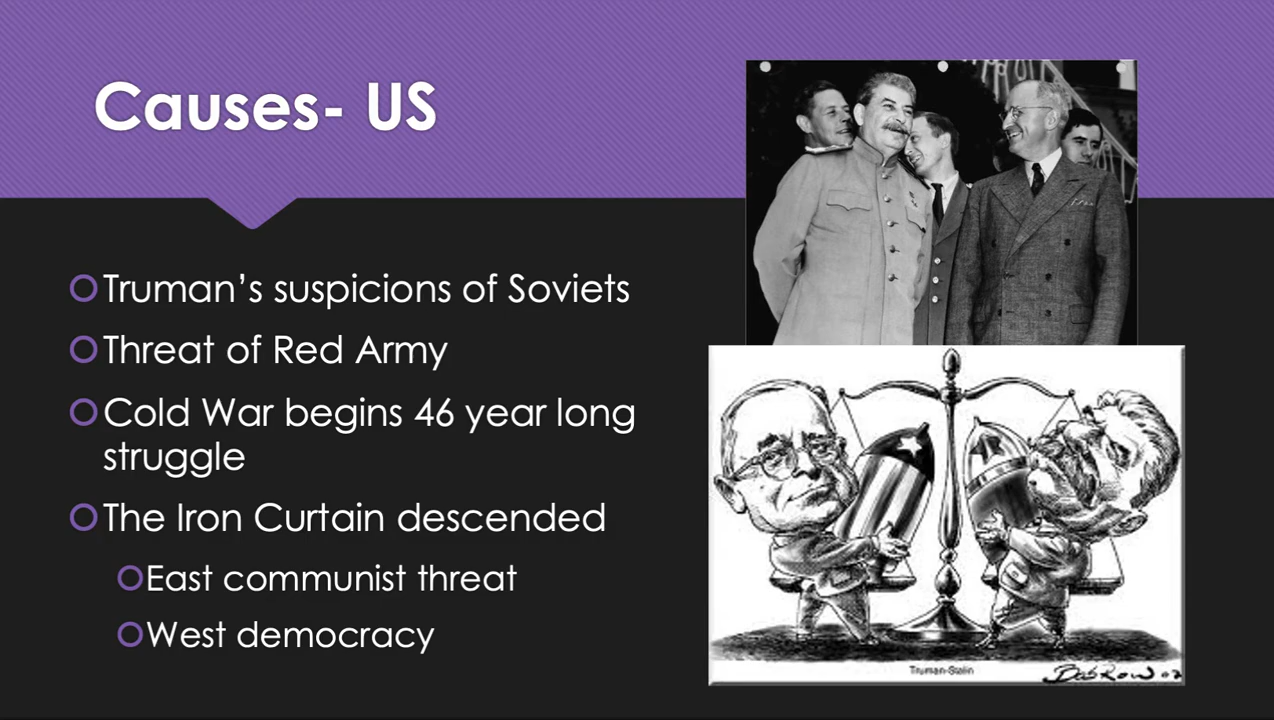 Causes- US
Truman’s suspicions of Soviets
Threat of Red Army
Cold War begins 46 year long
struggle
The Iron Curtain descended
East communist threat
West democracy
Truman-Stalin